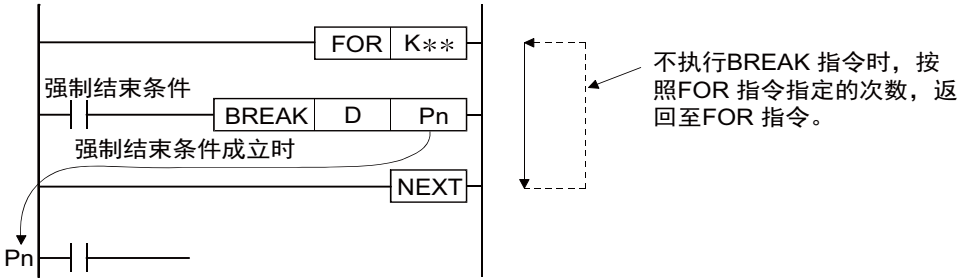 FOR K**
不执行BREAK 指令时，按
照FOR 指令指定的次数，返
回至FOR 指令。
强制结束条件
BREAK D Pn
强制结束条件成立时
NEXT
Pn